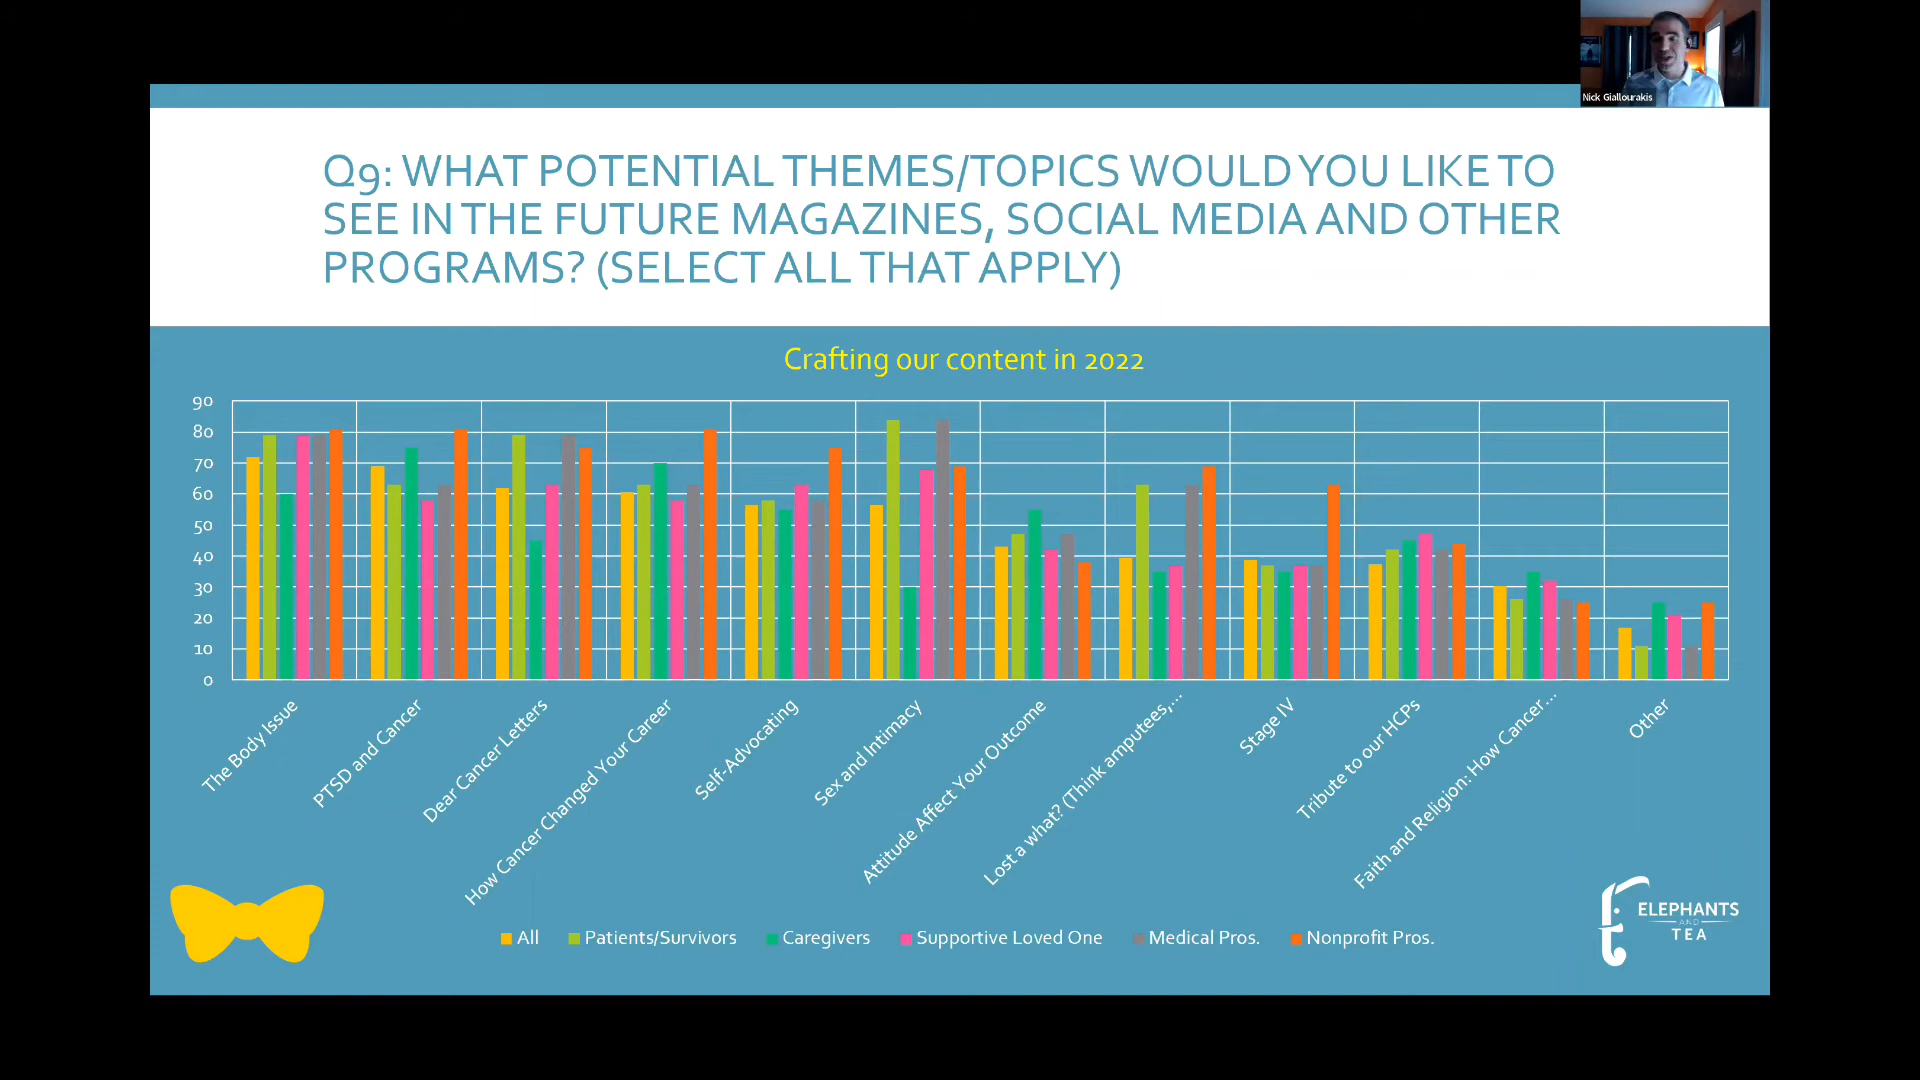 Nick Giallourakis
Q9: WHAT POTENTIAL THEMES/TOPICS WOULD YOU LIKE TO
SEE IN THE FUTURE MAGAZINES, SOCIAL MEDIA AND OTHER
PROGRAMS? (SELECT ALL THAT APPLY)
Crafting our content in 2022
90
80
70
60
50
40
30
20
10
0
The Body Issue
PTSD and Cancer
Dear Cancer Letters
How Cancer Changed Your Career
Self-Advocating
Sex and Intimacy
Attitude Affect Your Outcome
Lost a what? (Think amputees,...
Stage IV
Tribute to our HCPs
Faith and Religion: How Cancer...
Other
All
Patients/Survivors
Caregivers
Supportive Loved One
Medical Pros.
Nonprofit Pros.
ELEPHANTS
AND
TEA